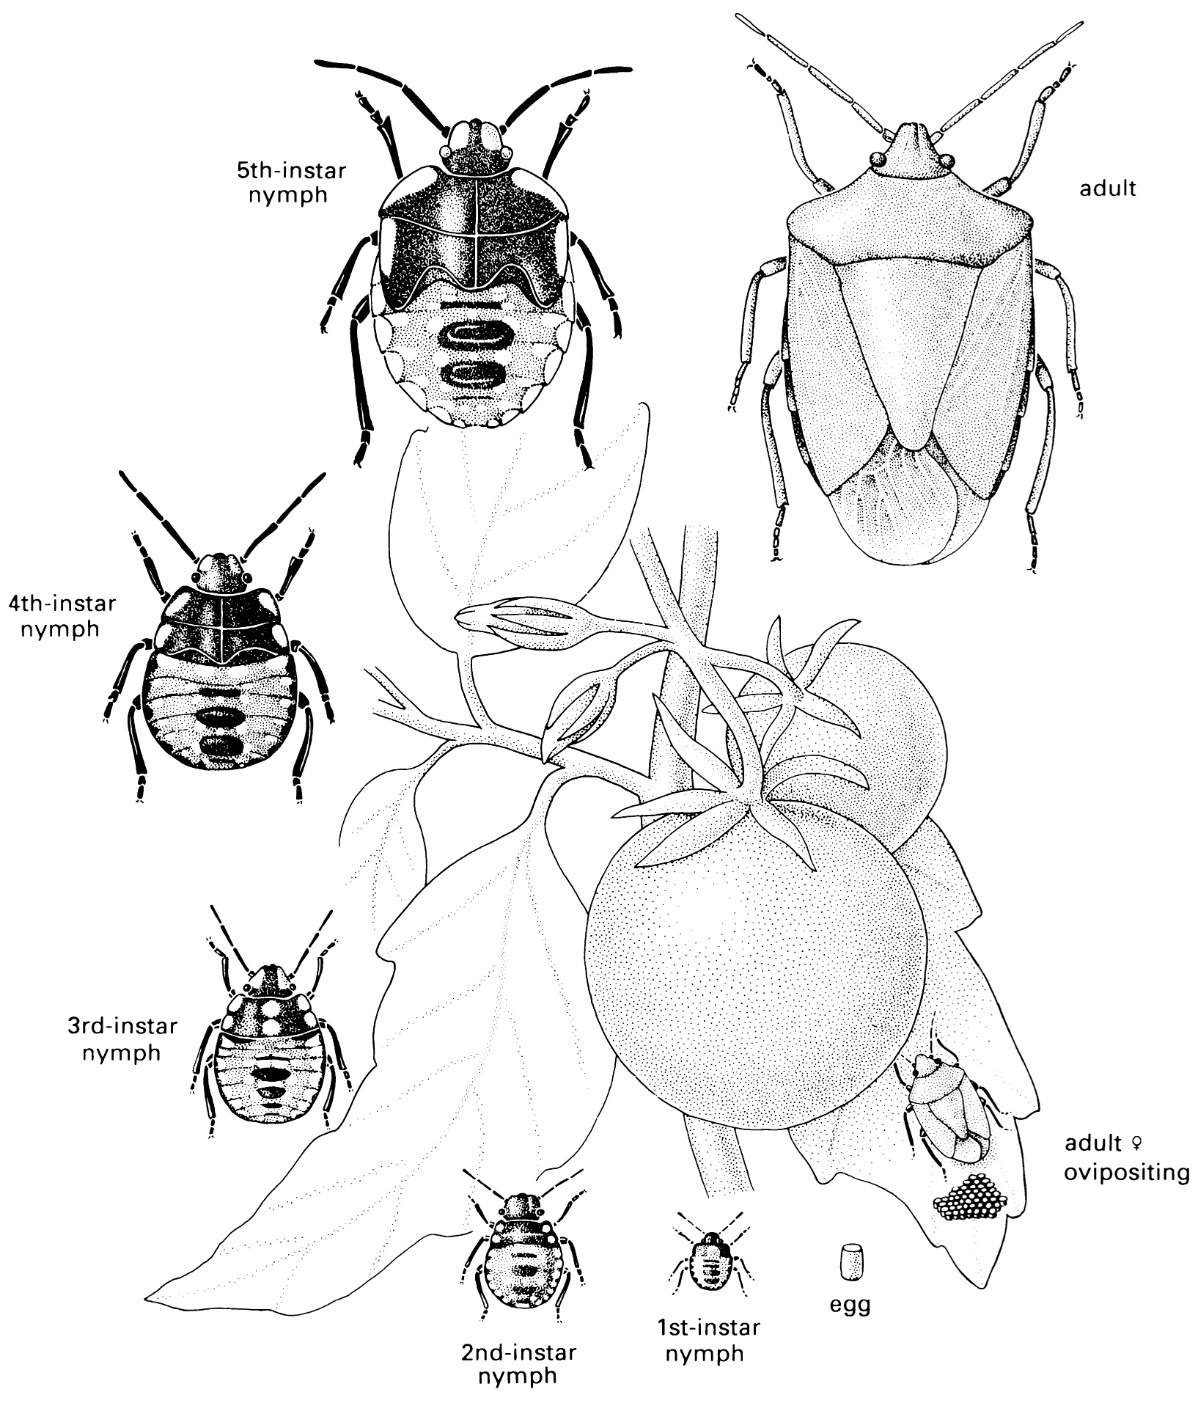 5th-instar
nymph
adult
4th-instar
nymph
3rd-instar
nymph
adult ♀
ovipositing
egg
1st-instar
nymph
2nd-instar
nymph